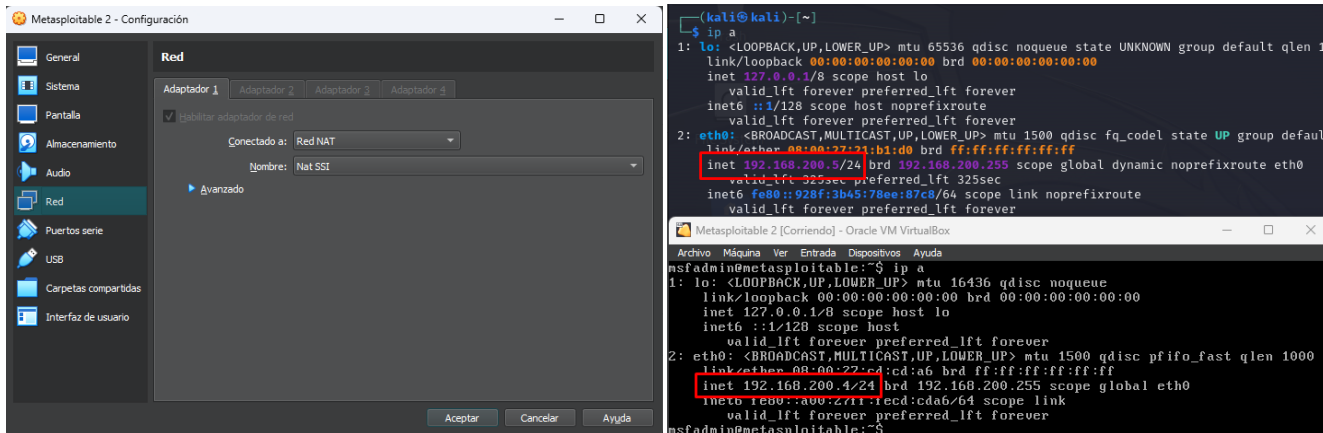 Metasploitable 2 - Configuración
General
Sistema
Pantalla
Almacenamiento
Audio
Red
Puertos serie
USB
Carpetas compartidas
Interfaz de usuario
Red
Adaptador 1 Adaptador 2 Adaptador 3 Adaptador 4
Habilitar adaptador de red
Conectado a: Red NAT
Nombre: Nat SSI
Avanzado
Aceptar Cancelar Ayuda
(kali㉿kali)-[~]
$ ip a
1: lo: <LOOPBACK,UP,LOWER_UP> mtu 65536 qdisc noqueue state UNKNOWN group default qlen 1
link/loopback 00:00:00:00:00:00 brd 00:00:00:00:00:00
inet 127.0.0.1/8 scope host lo
valid_lft forever preferred_lft forever
inet6 ::1/128 scope host noprefixroute
valid_lft forever preferred_lft forever
2: eth0: <BROADCAST,MULTICAST,UP,LOWER_UP> mtu 1500 qdisc fq_codel state UP group defaul
link/ether 08:00:27:21:b1:d0 brd ff:ff:ff:ff:ff:ff
inet 192.168.200.5/24 brd 192.168.200.255 scope global dynamic noprefixroute eth0
valid_lft 325sec preferred_lft 325sec
inet6 fe80::928f:3b45:78ee:87c8/64 scope link noprefixroute
valid_lft forever preferred_lft forever
Metasploitable 2 [Corriendo] - Oracle VM VirtualBox
Archivo Máquina Ver Entrada Dispositivos Ayuda
msfadmin@metasploitable:~$ ip a
1: lo: <LOOPBACK,UP,LOWER_UP> mtu 16436 qdisc noqueue
link/loopback 00:00:00:00:00:00 brd 00:00:00:00:00:00
inet 127.0.0.1/8 scope host lo
inet6 ::1/128 scope host
valid_lft forever preferred_lft forever
2: eth0: <BROADCAST,MULTICAST,UP,LOWER_UP> mtu 1500 qdisc pfifo_fast qlen 1000
link/ether 08:00:27:cd:cd:a6 brd ff:ff:ff:ff:ff:ff
inet 192.168.200.4/24 brd 192.168.200.255 scope global eth0
inet6 fe80::a00:27ff:fecd:cda6/64 scope link
valid_lft forever preferred_lft forever
msfadmin@metasploitable:~$